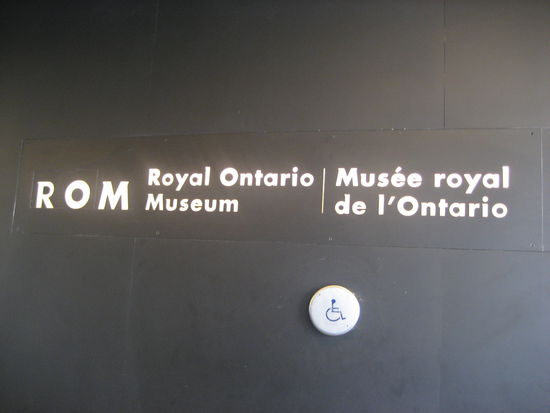 ROM
Royal Ontario
Museum
Musée royal
de l'Ontario